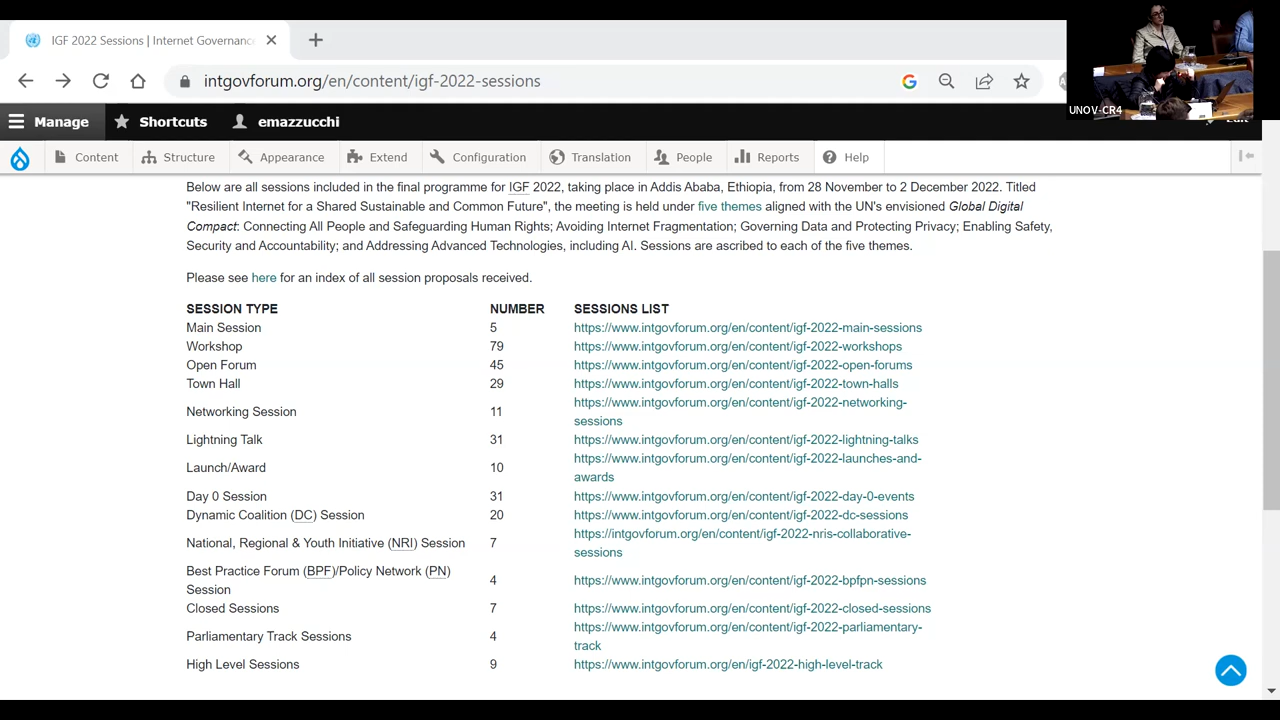 IGF 2022 Sessions | Internet Governance
intgovforum.org/en/content/igf-2022-sessions
UNOV-CR4
Manage Shortcuts emazzucchi Edit
Content Structure Appearance Extend Configuration Translation People Reports Help
Below are all sessions included in the final programme for IGF 2022, taking place in Addis Ababa, Ethiopia, from 28 November to 2 December 2022. Titled
"Resilient Internet for a Shared Sustainable and Common Future", the meeting is held under five themes aligned with the UN's envisioned Global Digital
Compact: Connecting All People and Safeguarding Human Rights; Avoiding Internet Fragmentation; Governing Data and Protecting Privacy; Enabling Safety,
Security and Accountability; and Addressing Advanced Technologies, including AI. Sessions are ascribed to each of the five themes.
Please see here for an index of all session proposals received.
SESSION TYPE NUMBER SESSIONS LIST
Main Session 5 https://www.intgovforum.org/en/content/igf-2022-main-sessions
Workshop 79 https://www.intgovforum.org/en/content/igf-2022-workshops
Open Forum 45 https://www.intgovforum.org/en/content/igf-2022-open-forums
Town Hall 29 https://www.intgovforum.org/en/content/igf-2022-town-halls
Networking Session 11 https://www.intgovforum.org/en/content/igf-2022-networking-
sessions
Lightning Talk 31 https://www.intgovforum.org/en/content/igf-2022-lightning-talks
Launch/Award 10 https://www.intgovforum.org/en/content/igf-2022-launches-and-
awards
Day 0 Session 31 https://www.intgovforum.org/en/content/igf-2022-day-0-events
Dynamic Coalition (DC) Session 20 https://www.intgovforum.org/en/content/igf-2022-dc-sessions
National, Regional & Youth Initiative (NRI) Session 7 https://intgovforum.org/en/content/igf-2022-nris-collaborative-
sessions
Best Practice Forum (BPF)/Policy Network (PN)
Session 4 https://www.intgovforum.org/en/content/igf-2022-bpfpn-sessions
Closed Sessions 7 https://www.intgovforum.org/en/content/igf-2022-closed-sessions
Parliamentary Track Sessions 4 https://www.intgovforum.org/en/content/igf-2022-parliamentary-
track
High Level Sessions 9 https://www.intgovforum.org/en/igf-2022-high-level-track